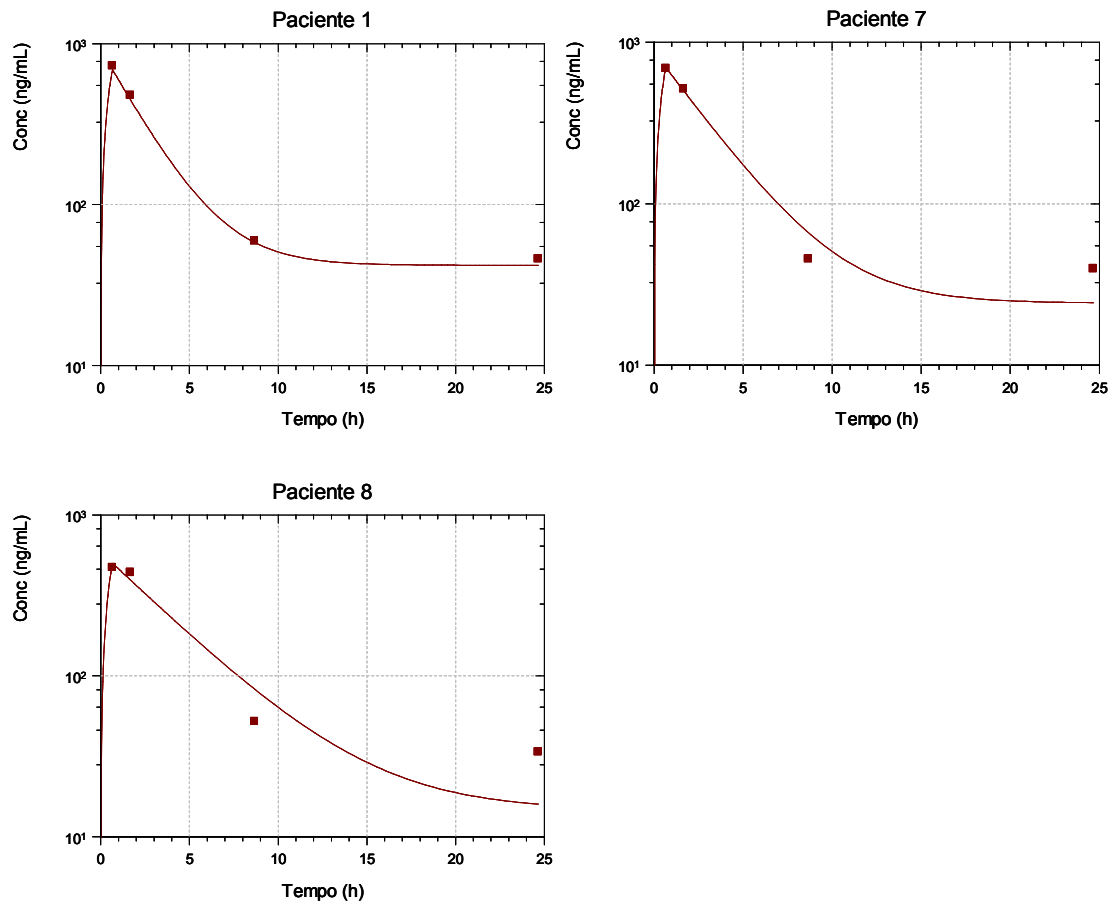 Paciente 1
Conc (ng/mL)
10³
10²
10¹
0 5 10 15 20 25
Tempo (h)
Paciente 7
Conc (ng/mL)
10³
10²
10¹
0 5 10 15 20 25
Tempo (h)
Paciente 8
Conc (ng/mL)
10³
10²
10¹
0 5 10 15 20 25
Tempo (h)